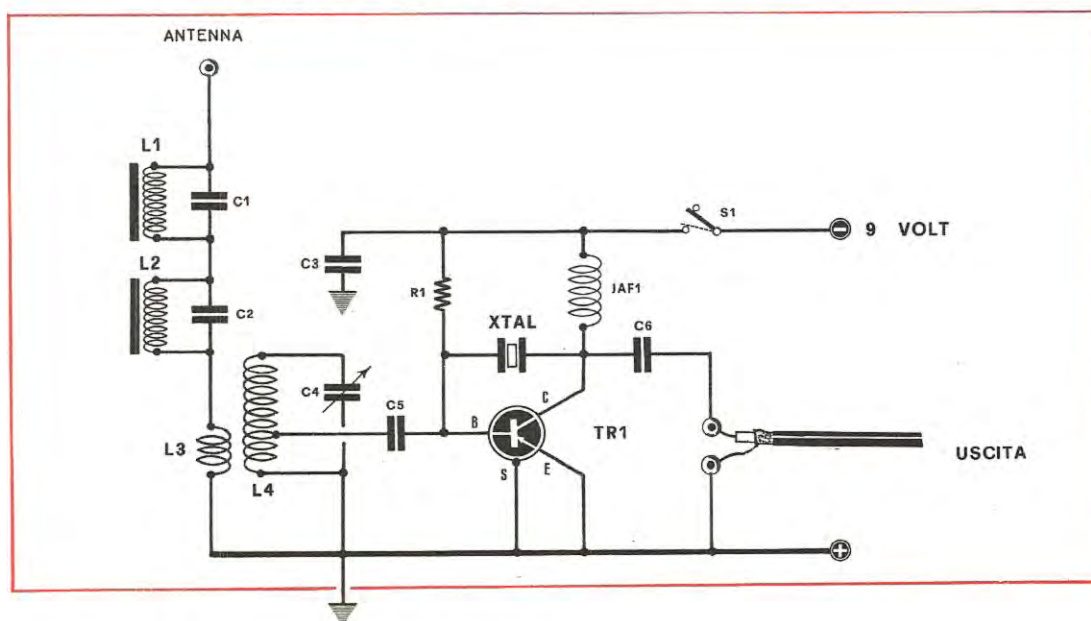 ANTENNA
L1
C1
S1
9 VOLT
L2
C3
R1
JAF1
C2
XTAL
C6
C4
C5
C
B
TR1
L3
E
USCITA
S
L4